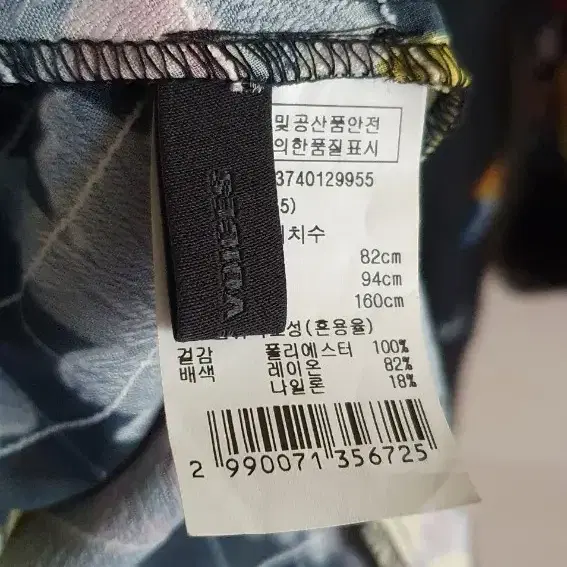 및공산품안전
의한품질표시
3740129955
5)
치수
82cm
94cm
160cm
성(혼용율)
겉감 폴리에스터 100%
배색 레이온 82%
나일론 18%
2 990071 356725